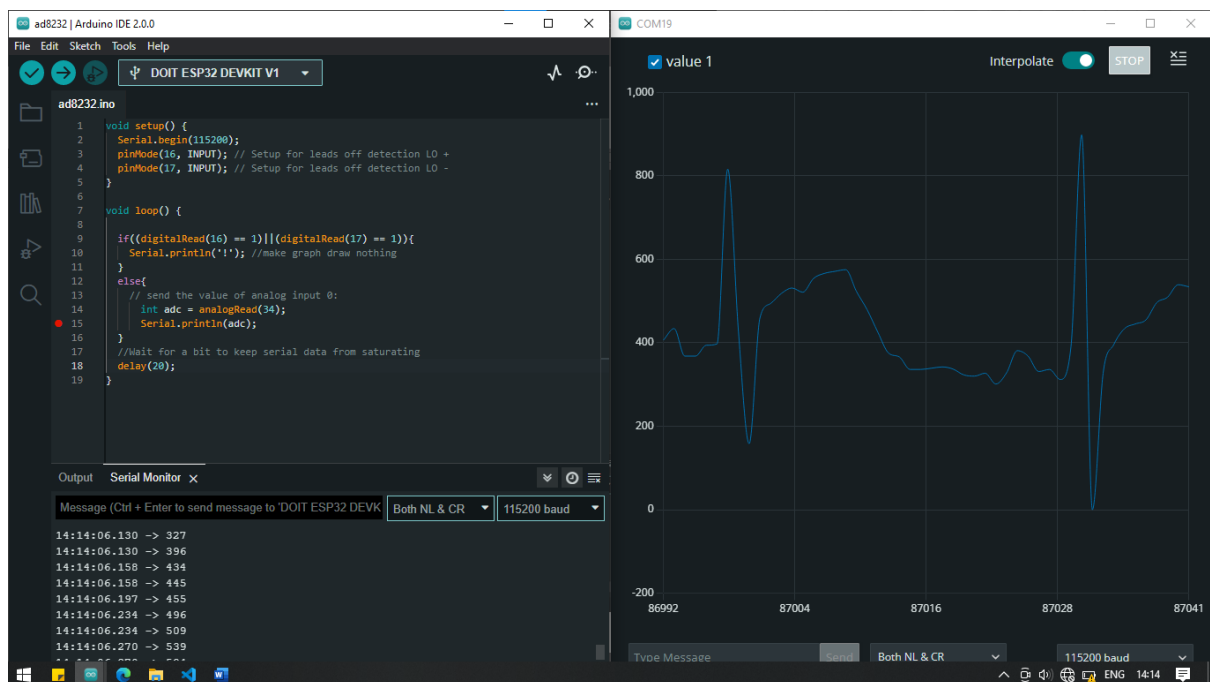 ad8232 | Arduino IDE 2.0.0
File Edit Sketch Tools Help
DOIT ESP32 DEVKIT V1
ad8232.ino
...
1 void setup() {
2 Serial.begin(115200);
3 pinMode(16, INPUT); // Setup for leads off detection LO +
4 pinMode(17, INPUT); // Setup for leads off detection LO -
5 }
6
7 void loop() {
8
9 if((digitalRead(16) == 1)||(digitalRead(17) == 1)){
10 Serial.println('!'); //make graph draw nothing
11 }
12 else{
13 // send the value of analog input 0:
14 int adc = analogRead(34);
15 Serial.println(adc);
16 }
17 //Wait for a bit to keep serial data from saturating
18 delay(20);
19 }
Output Serial Monitor x
Message (Ctrl + Enter to send message to 'DOIT ESP32 DEVK
Both NL & CR
115200 baud
14:14:06.130 -> 327
14:14:06.130 -> 396
14:14:06.158 -> 434
14:14:06.158 -> 445
14:14:06.197 -> 455
14:14:06.234 -> 496
14:14:06.234 -> 509
14:14:06.270 -> 539
COM19
value 1
Interpolate
STOP
1,000
800
600
400
200
0
-200
86992 87004 87016 87028 87041
Type Message
Send
Both NL & CR
115200 baud
ENG 14:14